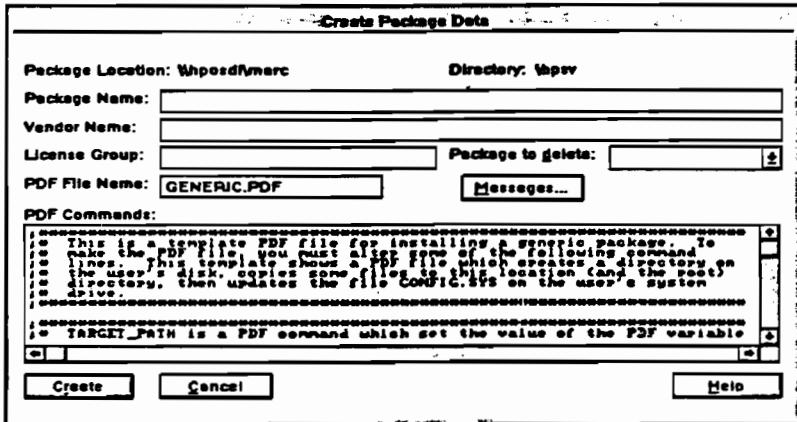 Create Package Data
Package Location: \\hposdf\marc Directory: \hpsv
Package Name:
Vendor Name:
License Group: Package to delete:
PDF File Name: GENERIC.PDF Messages...
PDF Commands:
;**********************************************************
;* This is a template PDF file for installing a generic package. To
;* make the PDF file, you must alter some of the following command
;* lines. This template shows a PDF file which creates a directory on
;* the user's disk, copies some files to this location (and the root)
;* directory, then updates the file CONFIG.SYS on the user's system
;* drive.
;**********************************************************
;**********************************************************
;* TARGET_PATH is a PDF command which set the value of the PDF variable
Create Cancel Help